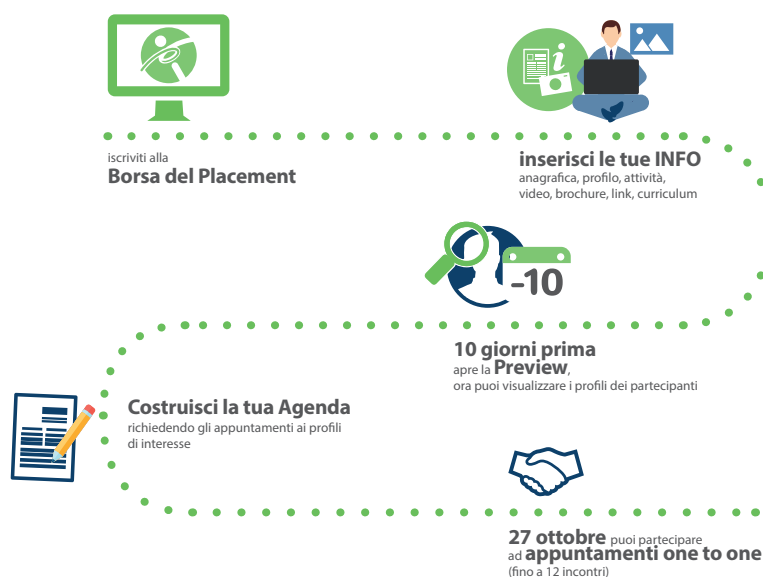 iscriviti alla
Borsa del Placement
inserisci le tue INFO
anagrafica, profilo, attività,
video, brochure, link, curriculum
-10
10 giorni prima
apre la Preview,
ora puoi visualizzare i profili dei partecipanti
Costruisci la tua Agenda
richiedendo gli appuntamenti ai profili
di interesse
27 ottobre puoi partecipare
ad appuntamenti one to one
(fino a 12 incontri)